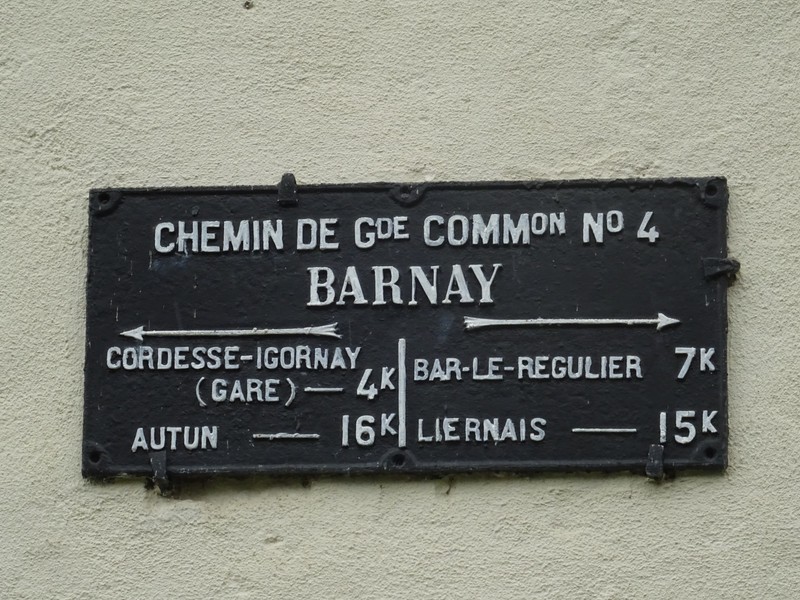 CHEMIN DE GDE COMMON NO 4
BARNAY
CORDESSE-IGORNAY
(GARE) — 4K
AUTUN — 16K
BAR-LE-REGULIER 7K
LIERNAIS — 15K